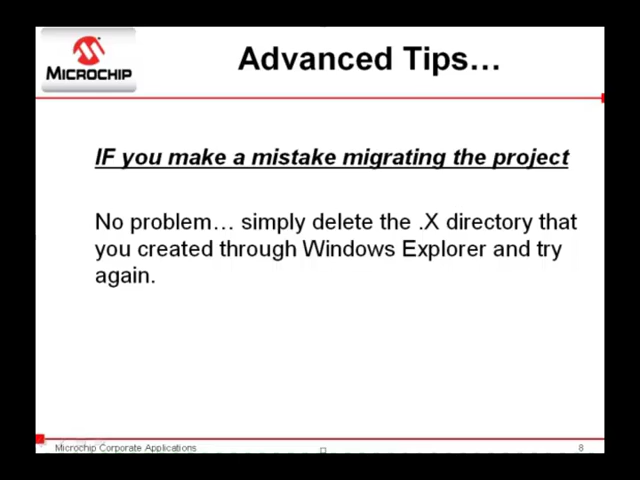 MICROCHIP
Advanced Tips…
IF you make a mistake migrating the project
No problem… simply delete the .X directory that
you created through Windows Explorer and try
again.
Microchip Corporate Applications
8